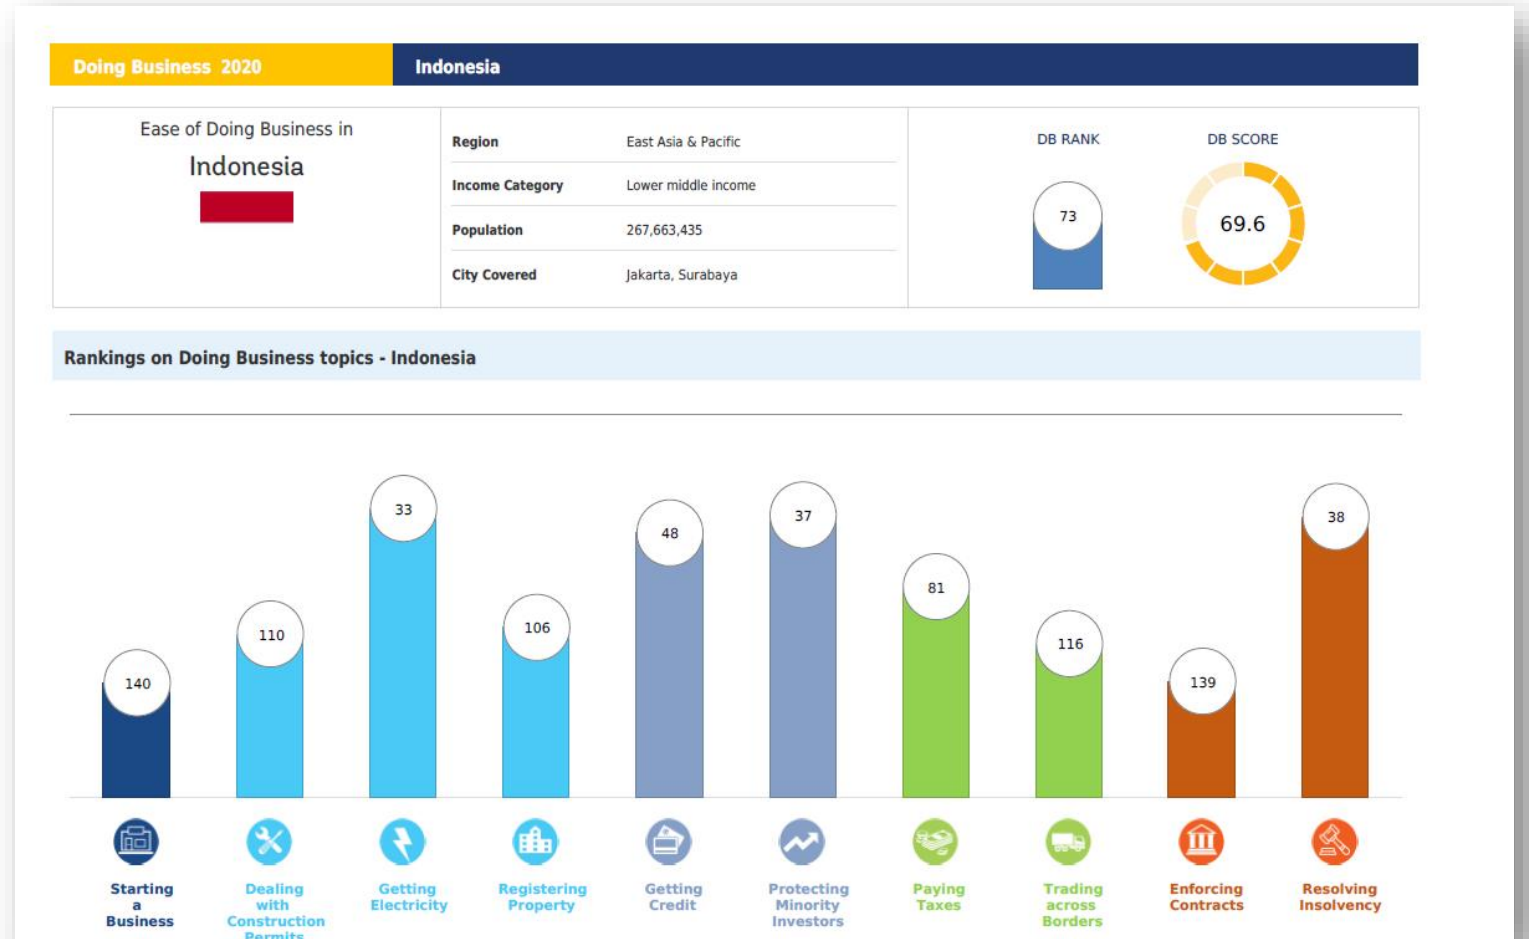 Doing Business 2020
Indonesia
Ease of Doing Business in
Indonesia
Region East Asia & Pacific
Income Category Lower middle income
Population 267,663,435
City Covered Jakarta, Surabaya
DB RANK
73
DB SCORE
69.6
Rankings on Doing Business topics - Indonesia
140
110
33
106
48
37
81
116
139
38
Starting
a
Business
Dealing
with
Construction
Permits
Getting
Electricity
Registering
Property
Getting
Credit
Protecting
Minority
Investors
Paying
Taxes
Trading
across
Borders
Enforcing
Contracts
Resolving
Insolvency